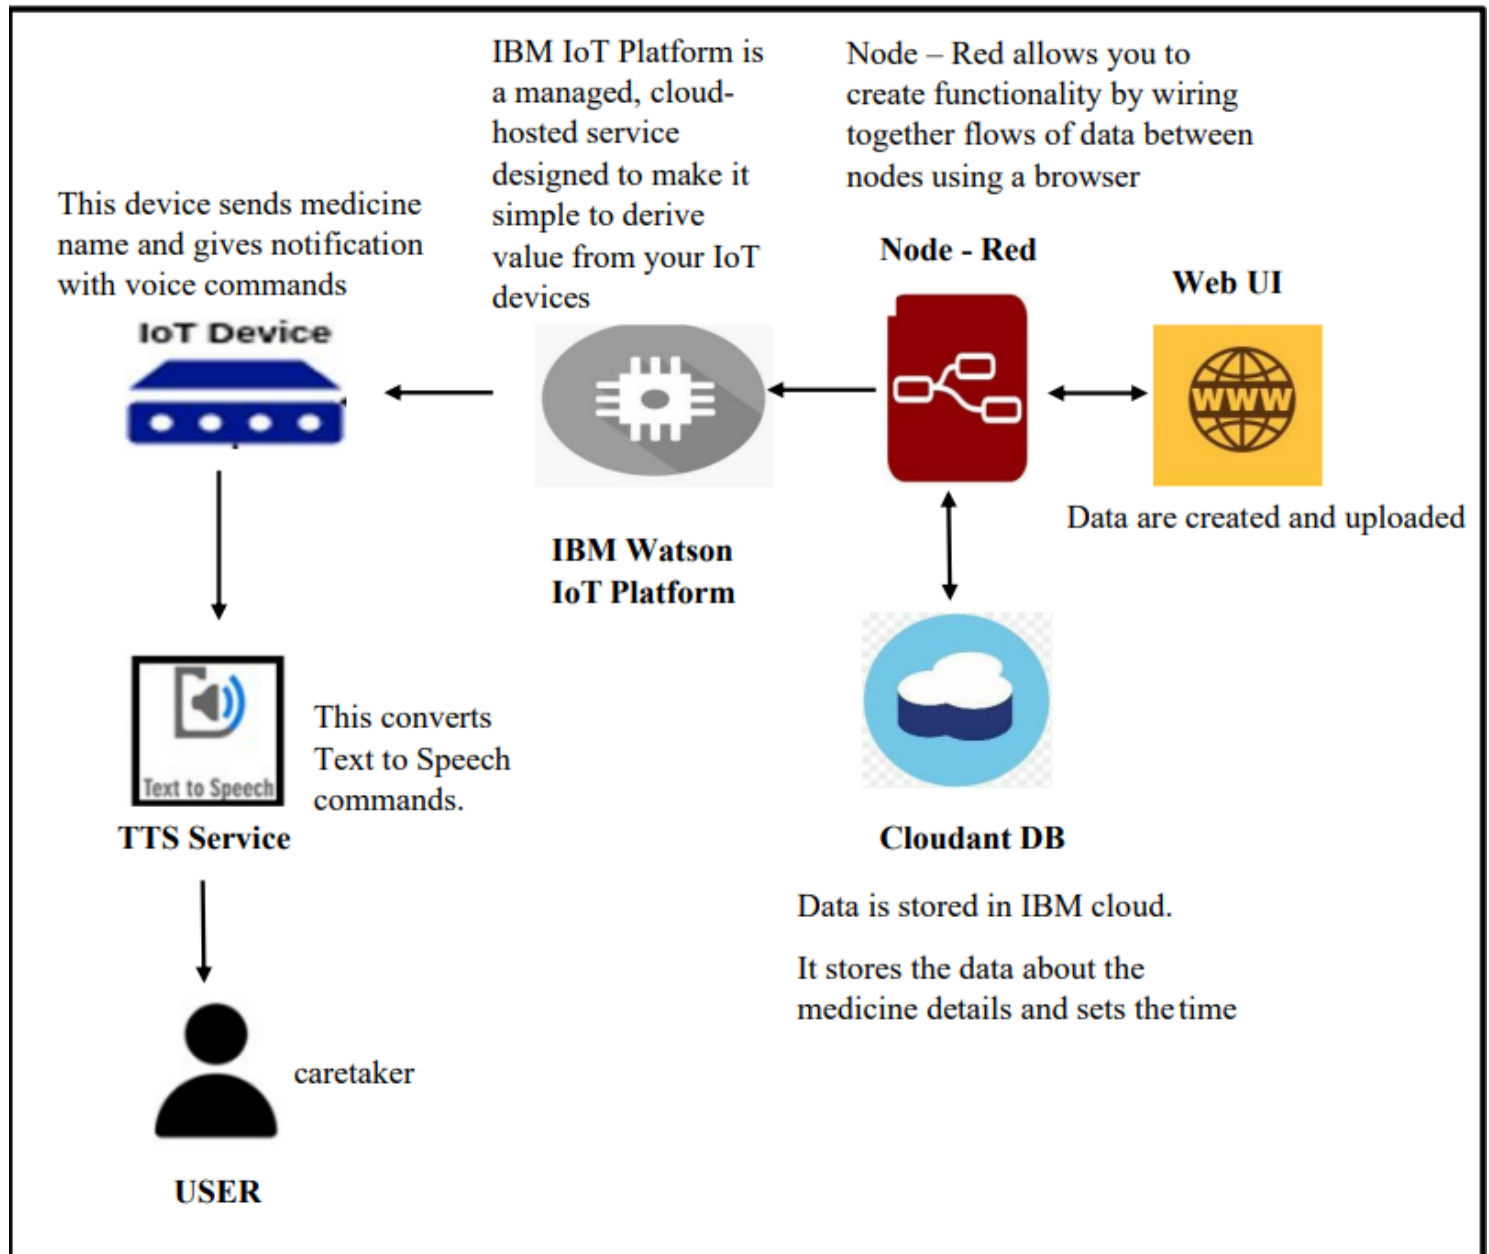 This device sends medicine
name and gives notification
with voice commands
IoT Device
IBM IoT Platform is
a managed, cloud-
hosted service
designed to make it
simple to derive
value from your IoT
devices
IBM Watson
IoT Platform
Node – Red allows you to
create functionality by wiring
together flows of data between
nodes using a browser
Node - Red
Web UI
WWW
Data are created and uploaded
Text to Speech
TTS Service
This converts
Text to Speech
commands.
Cloudant DB
Data is stored in IBM cloud.
It stores the data about the
medicine details and sets the time
caretaker
USER